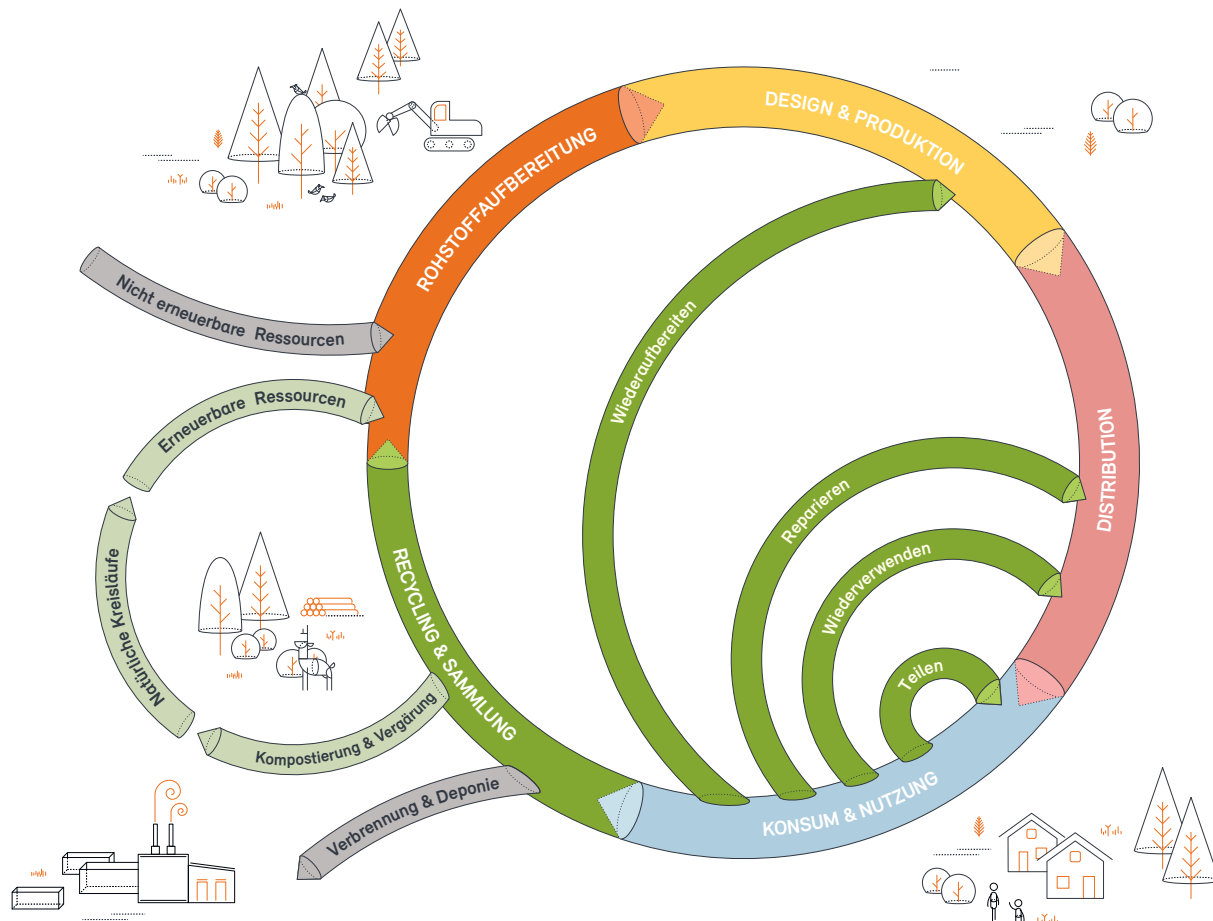 DESIGN & PRODUKTION
ROHSTOFFAUFBEREITUNG
Nicht erneuerbare Ressourcen
Wiederaufbereiten
Erneuerbare Ressourcen
DISTRIBUTION
Reparieren
Wiederverwenden
Natürliche Kreisläufe
RECYCLING & SAMMLUNG
Teilen
Kompostierung & Vergärung
Verbrennung & Deponie
KONSUM & NUTZUNG